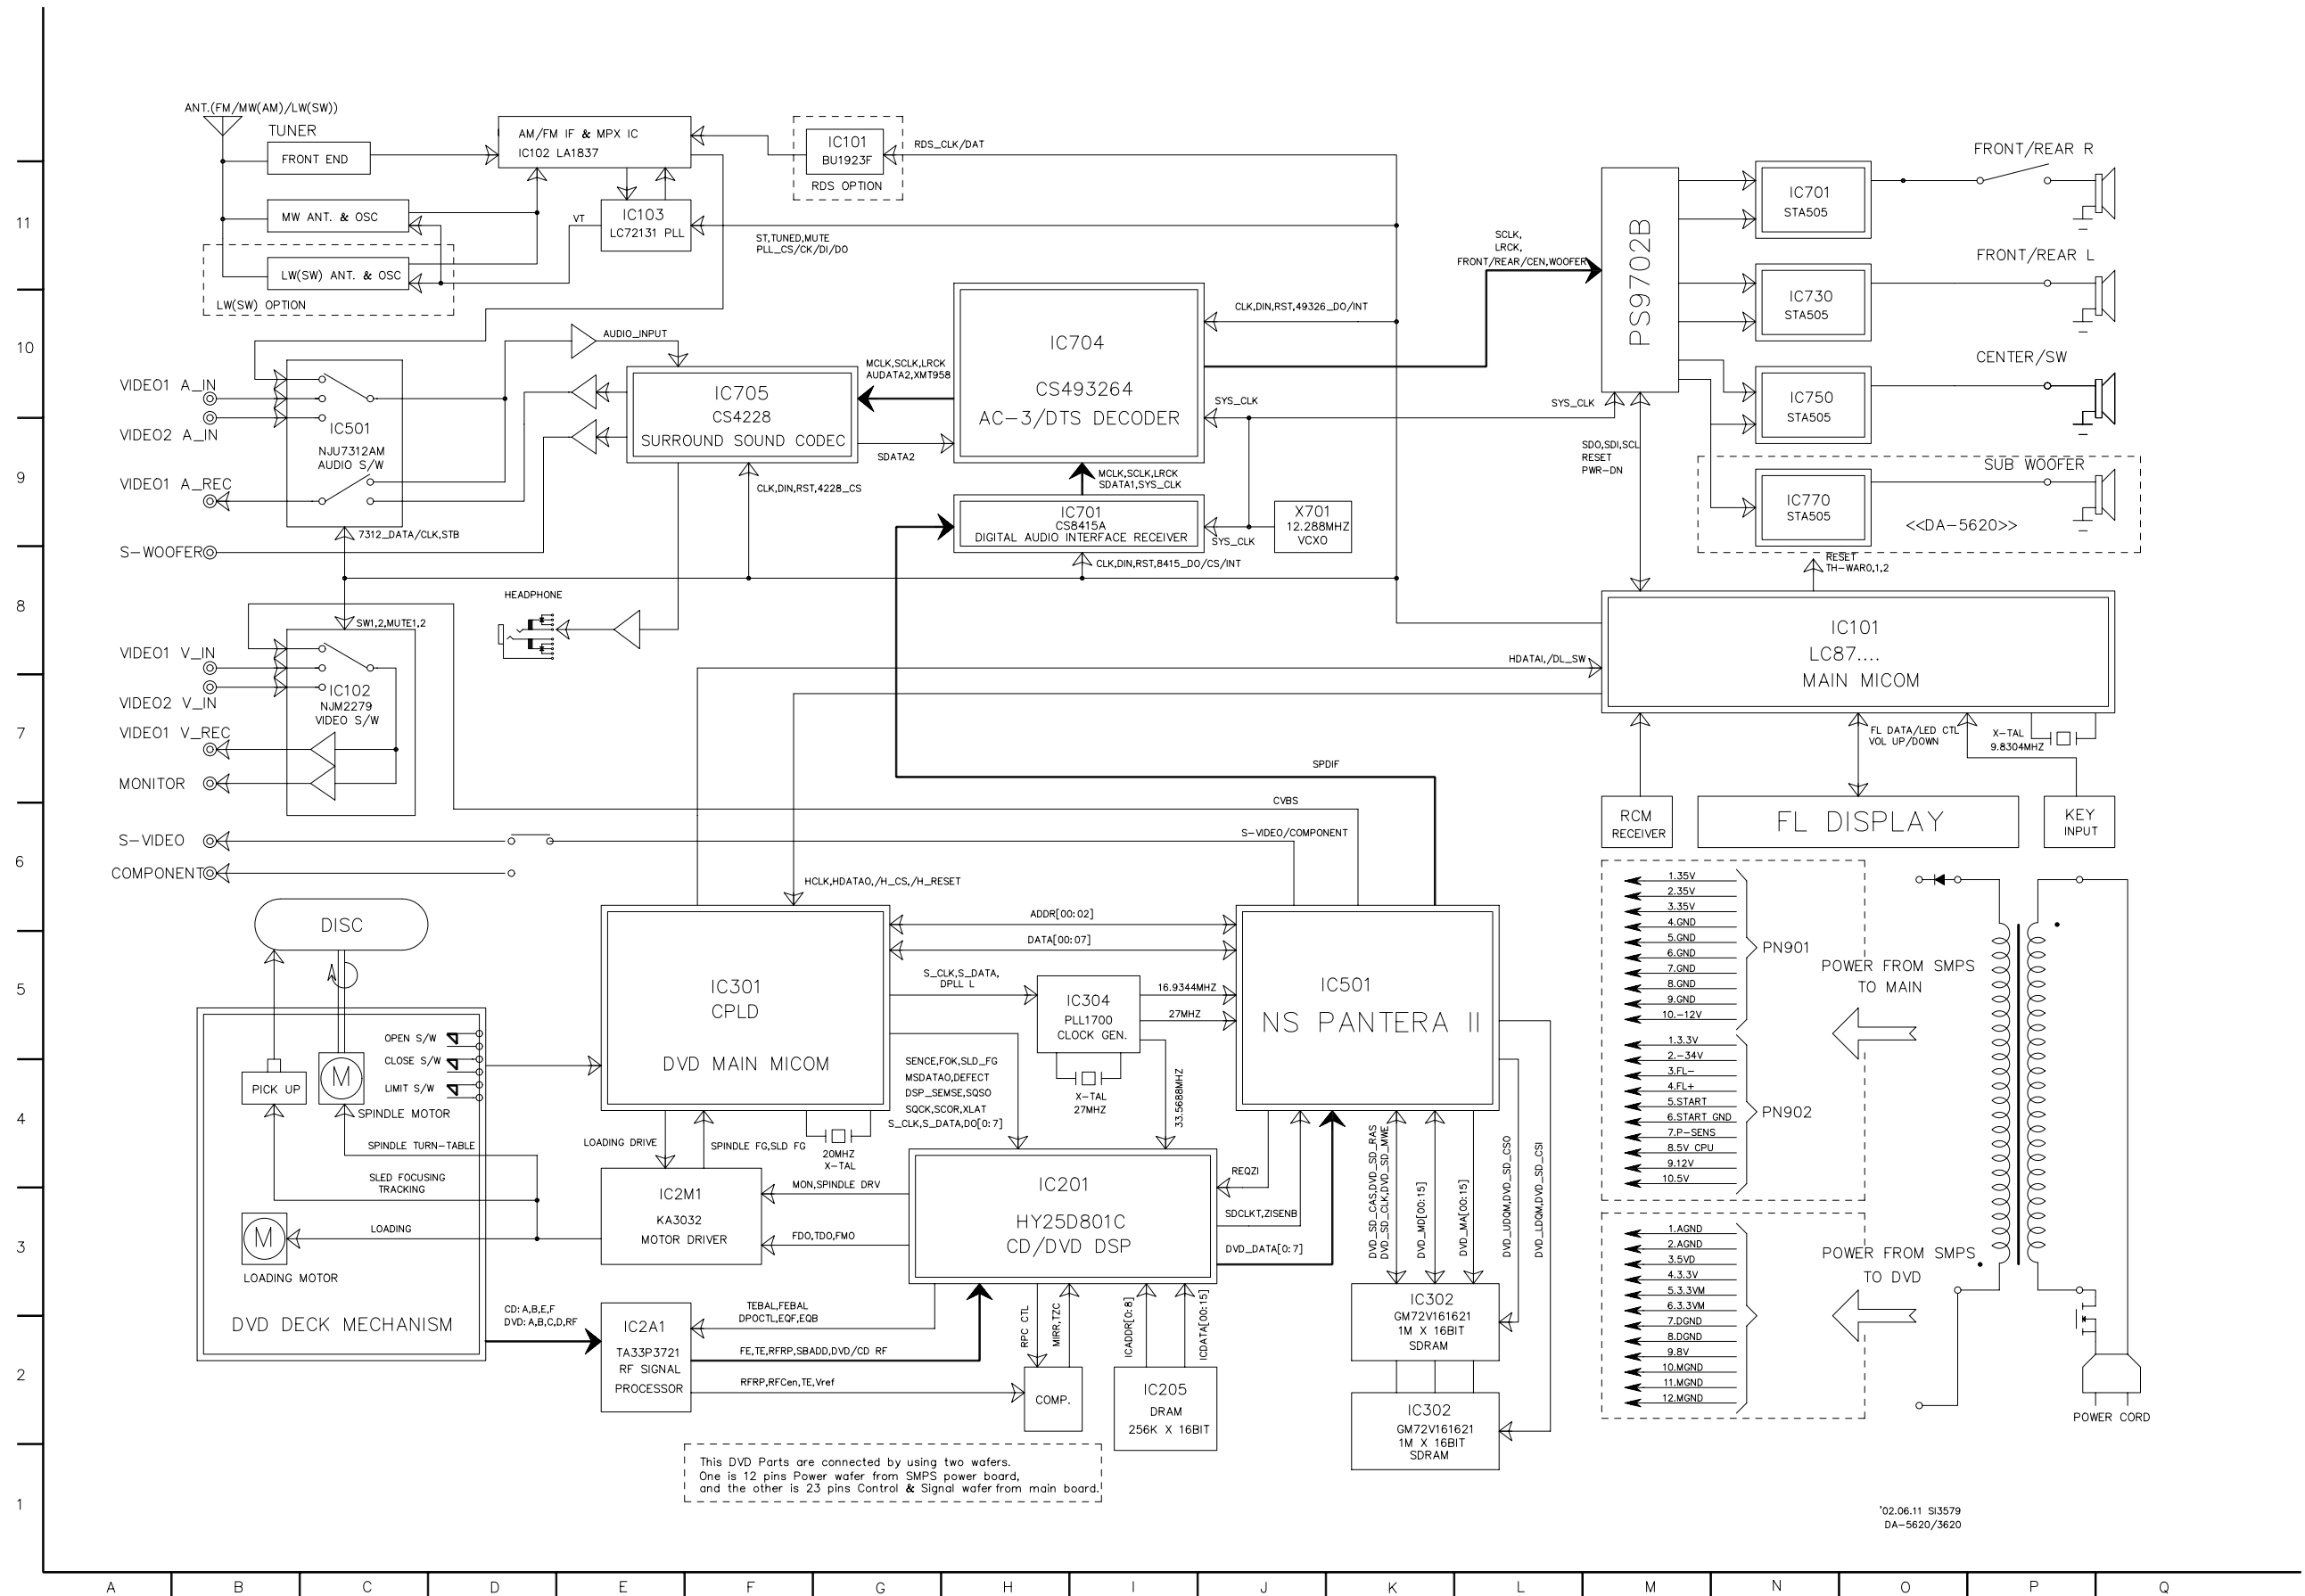 ANT.(FM/MW(AM)/LW(SW))
TUNER
FRONT END
MW ANT. & OSC
LW(SW) ANT. & OSC
LW(SW) OPTION
AM/FM IF & MPX IC
IC102 LA1837
IC103
LC72131 PLL
VT
IC101
BU1923F
RDS OPTION
RDS_CLK/DAT
ST,TUNED,MUTE
PLL_CS/CK/DI/DO
SCLK,
LRCK,
FRONT/REAR/CEN,WOOFER
PS9702B
IC701
STA505
FRONT/REAR R
IC730
STA505
FRONT/REAR L
IC750
STA505
CENTER/SW
IC770
STA505
SUB WOOFER
<<DA-5620>>
11
10
9
8
7
6
5
4
3
2
1
VIDEO1 A_IN
VIDEO2 A_IN
VIDEO1 A_REC
S-WOOFER
IC501
NJU7312AM
AUDIO S/W
7312_DATA/CLK,STB
AUDIO_INPUT
IC705
CS4228
SURROUND SOUND CODEC
MCLK,SCLK,LRCK
AUDATA2,XMT958
SDATA2
CLK,DIN,RST,4228_CS
IC704
CS493264
AC-3/DTS DECODER
CLK,DIN,RST,49326_DO/INT
SYS_CLK
SYS_CLK
MCLK,SCLK,LRCK
SDATA1,SYS_CLK
IC701
CS8415A
DIGITAL AUDIO INTERFACE RECEIVER
SYS_CLK
X701
12.288MHZ
VCXO
CLK,DIN,RST,8415_DO/CS/INT
SDO,SDI,SCL
RESET
PWR-DN
RESET
TH-WARO,1,2
HEADPHONE
SW1,2,MUTE1,2
VIDEO1 V_IN
VIDEO2 V_IN
VIDEO1 V_REC
MONITOR
IC102
NJM2279
VIDEO S/W
HDATAI,/DL_SW
IC101
LC87....
MAIN MICOM
FL DATA/LED CTL
VOL UP/DOWN
X-TAL
9.8304MHZ
SPDIF
CVBS
S-VIDEO/COMPONENT
S-VIDEO
COMPONENT
RCM
RECEIVER
FL DISPLAY
KEY
INPUT
HCLK,HDATAO,/H_CS,/H_RESET
DISC
OPEN S/W
CLOSE S/W
LIMIT S/W
PICK UP
M
SPINDLE MOTOR
SPINDLE TURN-TABLE
SLED FOCUSING
TRACKING
M
LOADING
LOADING MOTOR
DVD DECK MECHANISM
CD:A,B,E,F
DVD:A,B,C,D,RF
IC301
CPLD
DVD MAIN MICOM
ADDR[00:02]
DATA[00:07]
S_CLK,S_DATA,
DPLL L
IC304
PLL1700
CLOCK GEN.
16.9344MHZ
27MHZ
X-TAL
27MHZ
33.5688MHZ
IC501
NS PANTERA II
SENCE,FOK,SLD_FG
MSDATAO,DEFECT
DSP_SEMSE,SQSO
SQCK,SCOR,XLAT
S_CLK,S_DATA,DO[0:7]
LOADING DRIVE
SPINDLE FG,SLD FG
20MHZ
X-TAL
IC2M1
KA3032
MOTOR DRIVER
MON,SPINDLE DRV
FDO,TDO,FMO
IC201
HY25D801C
CD/DVD DSP
REQZI
SDCLKT,ZISENB
DVD_DATA[0:7]
DVD_SD_CAS,DVD_SD_RAS
DVD_SD_CLK,DVD_SD_MWE
DVD_MD[00:15]
DVD_MA[00:15]
DVD_UDQM,DVD_SD_CSO
DVD_LDQM,DVD_SD_CSI
IC2A1
TA33P3721
RF SIGNAL
PROCESSOR
TEBAL,FEBAL
DPOCTL,EQF,EQB
FE,TE,RFRP,SBADD,DVD/CD RF
RFRP,RFCen,TE,Vref
RPC CTL
MIRR,TZC
COMP.
ICADDR[0:8]
ICDATA[00:15]
IC205
DRAM
256K X 16BIT
IC302
GM72V161621
1M X 16BIT
SDRAM
IC302
GM72V161621
1M X 16BIT
SDRAM
1.35V
2.35V
3.35V
4.GND
5.GND
6.GND
7.GND
8.GND
9.GND
10.-12V
PN901
1.3.3V
2.-34V
3.FL-
4.FL+
5.START
6.START GND
7.P-SENS
8.5V CPU
9.12V
10.5V
PN902
POWER FROM SMPS
TO MAIN
1.AGND
2.AGND
3.5VD
4.3.3V
5.3.3VM
6.3.3VM
7.DGND
8.DGND
9.8V
10.MGND
11.MGND
12.MGND
POWER FROM SMPS
TO DVD
POWER CORD
This DVD Parts are connected by using two wafers.
One is 12 pins Power wafer from SMPS power board,
and the other is 23 pins Control & Signal wafer from main board.
'02.06.11 SI3579
DA-5620/3620
A B C D E F G H I J K L M N O P Q